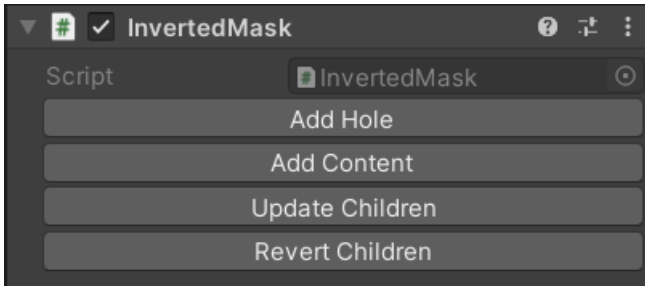 InvertedMask
Script InvertedMask
Add Hole
Add Content
Update Children
Revert Children